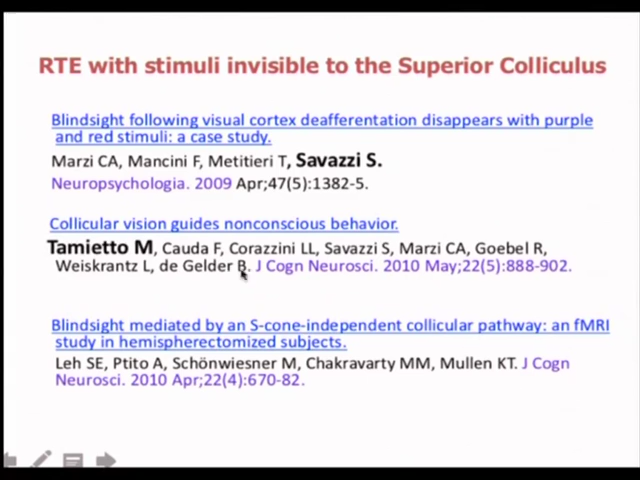 RTE with stimuli invisible to the Superior Colliculus
Blindsight following visual cortex deafferentation disappears with purple
and red stimuli: a case study.
Marzi CA, Mancini F, Metitieri T, Savazzi S.
Neuropsychologia. 2009 Apr;47(5):1382-5.
Collicular vision guides nonconscious behavior.
Tamietto M, Cauda F, Corazzini LL, Savazzi S, Marzi CA, Goebel R,
Weiskrantz L, de Gelder B. J Cogn Neurosci. 2010 May;22(5):888-902.
Blindsight mediated by an S-cone-independent collicular pathway: an fMRI
study in hemispherectomized subjects.
Leh SE, Ptito A, Schönwiesner M, Chakravarty MM, Mullen KT. J Cogn
Neurosci. 2010 Apr;22(4):670-82.